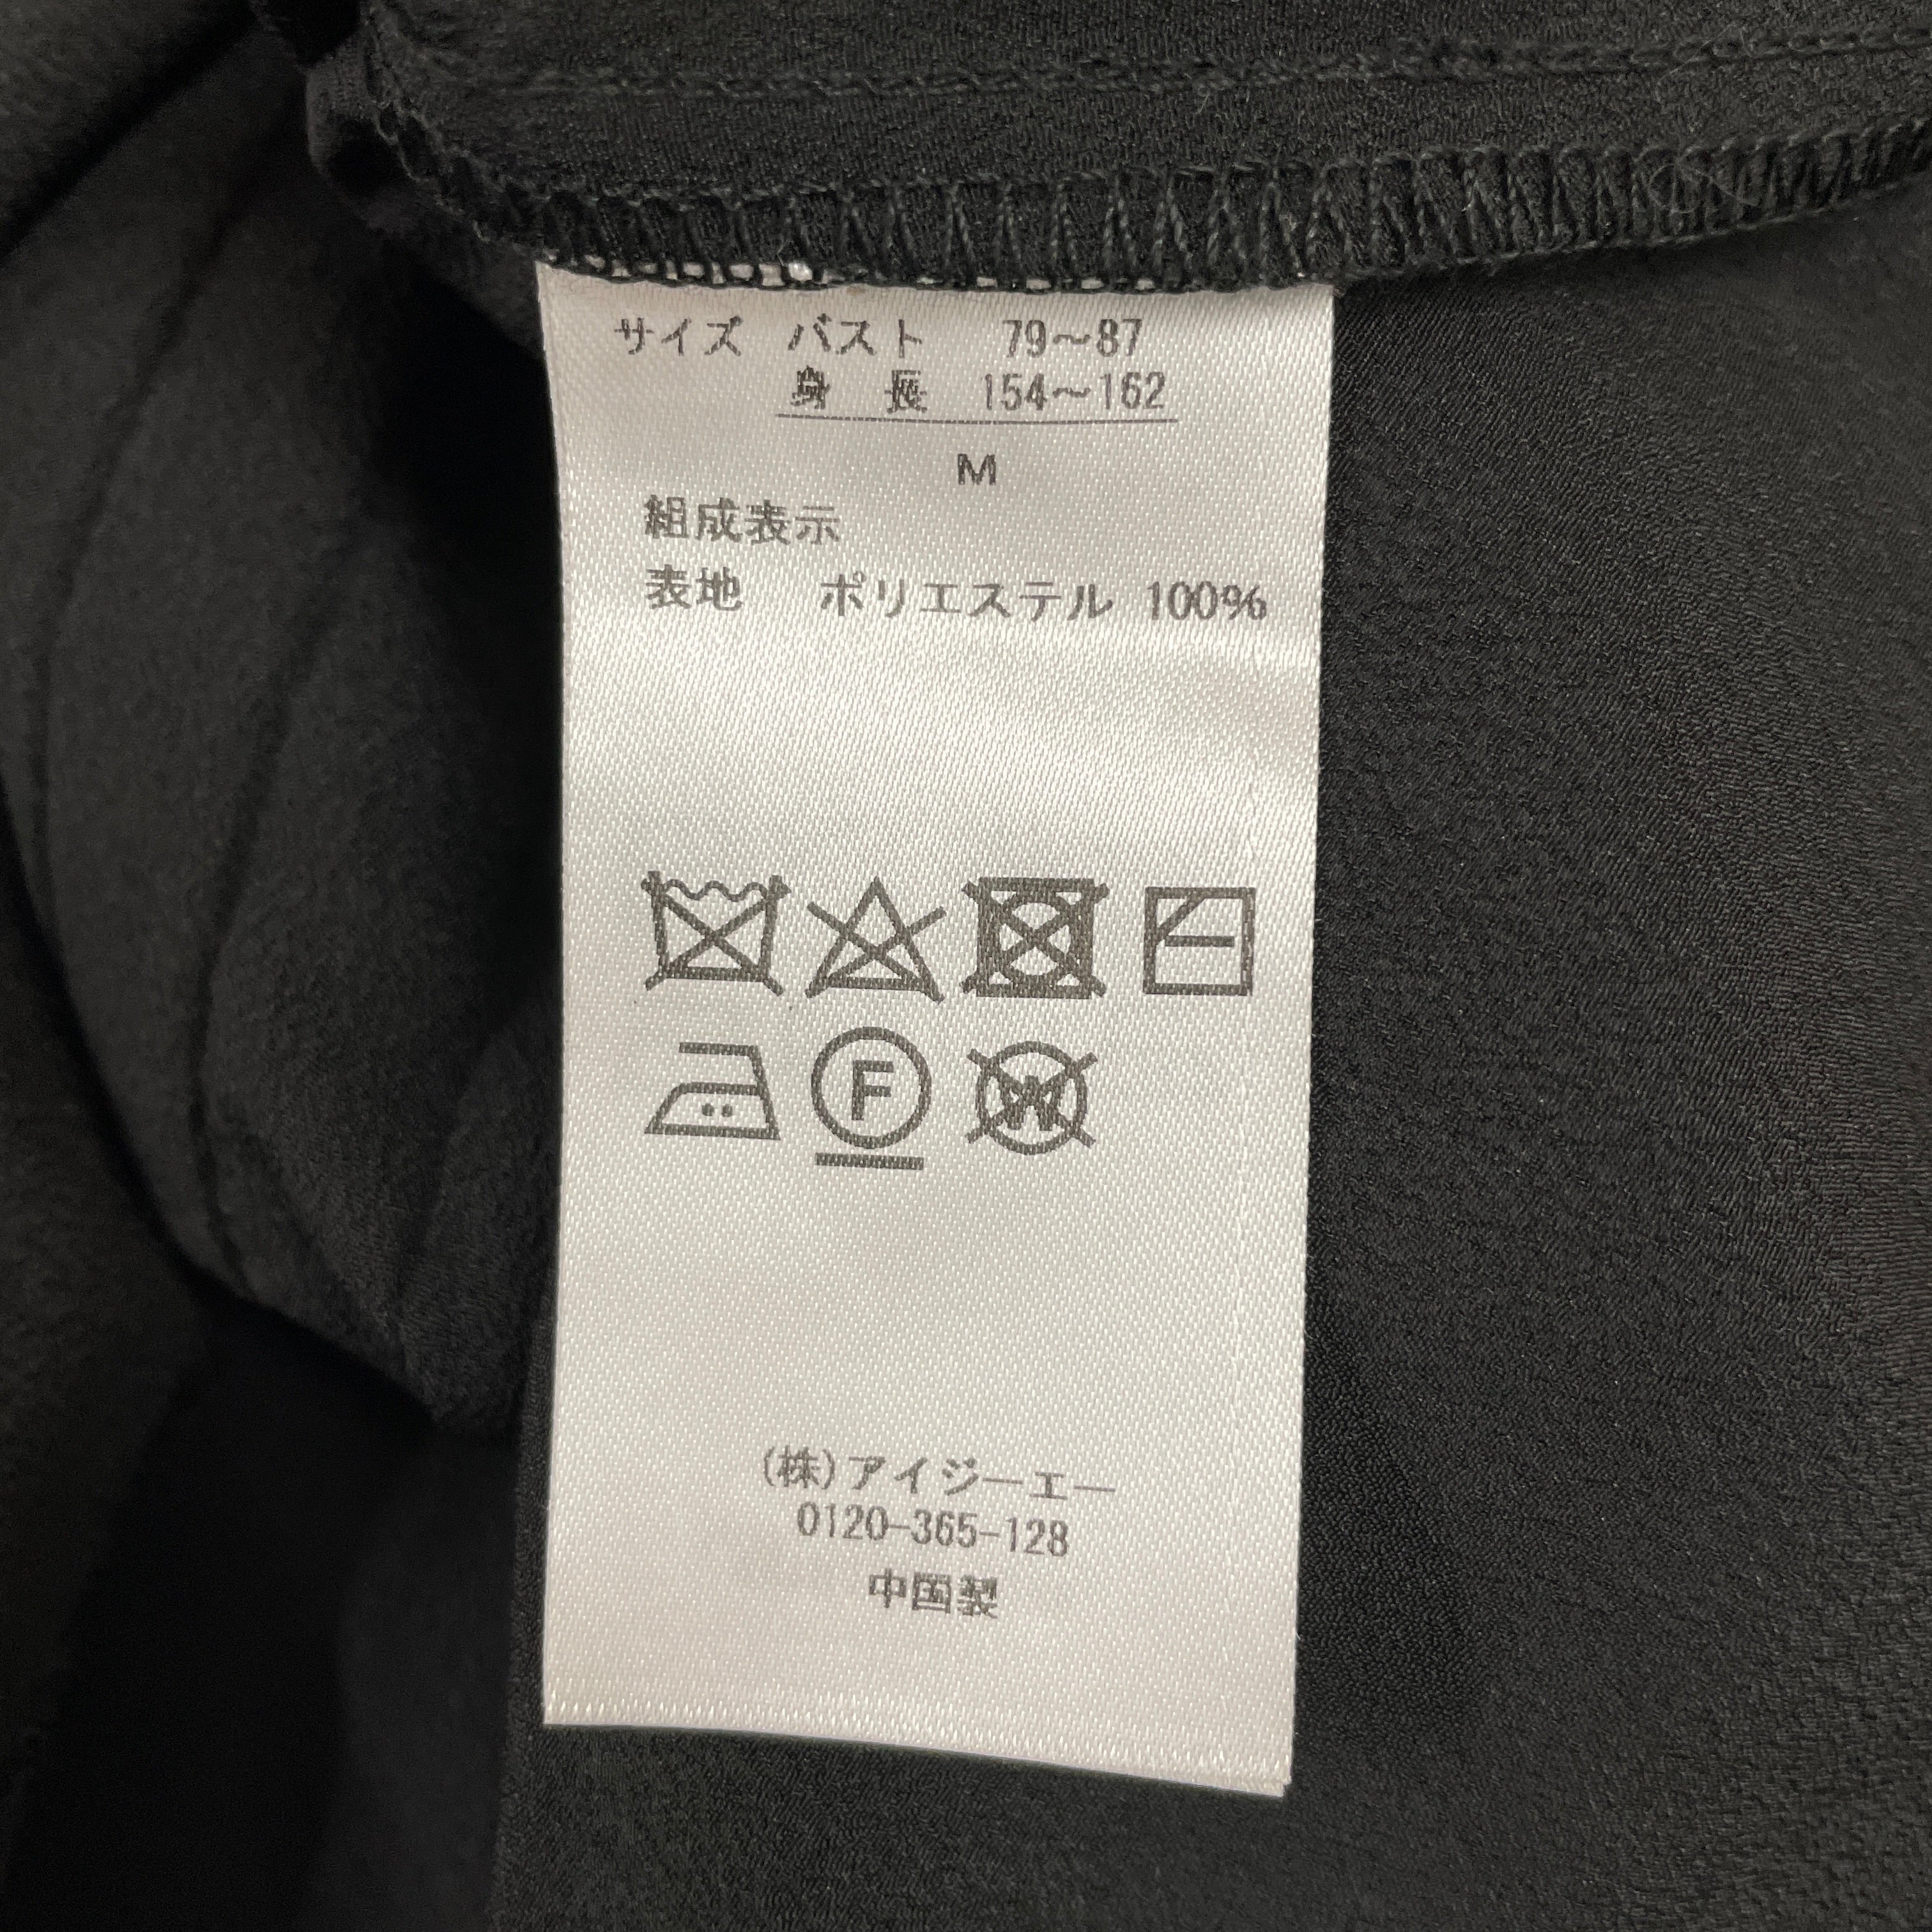 サイズ バスト 79～87
身長 154～162
M
組成表示
表地 ポリエステル 100%
F
W
(株)アイジーエー
0120-365-128
中国製